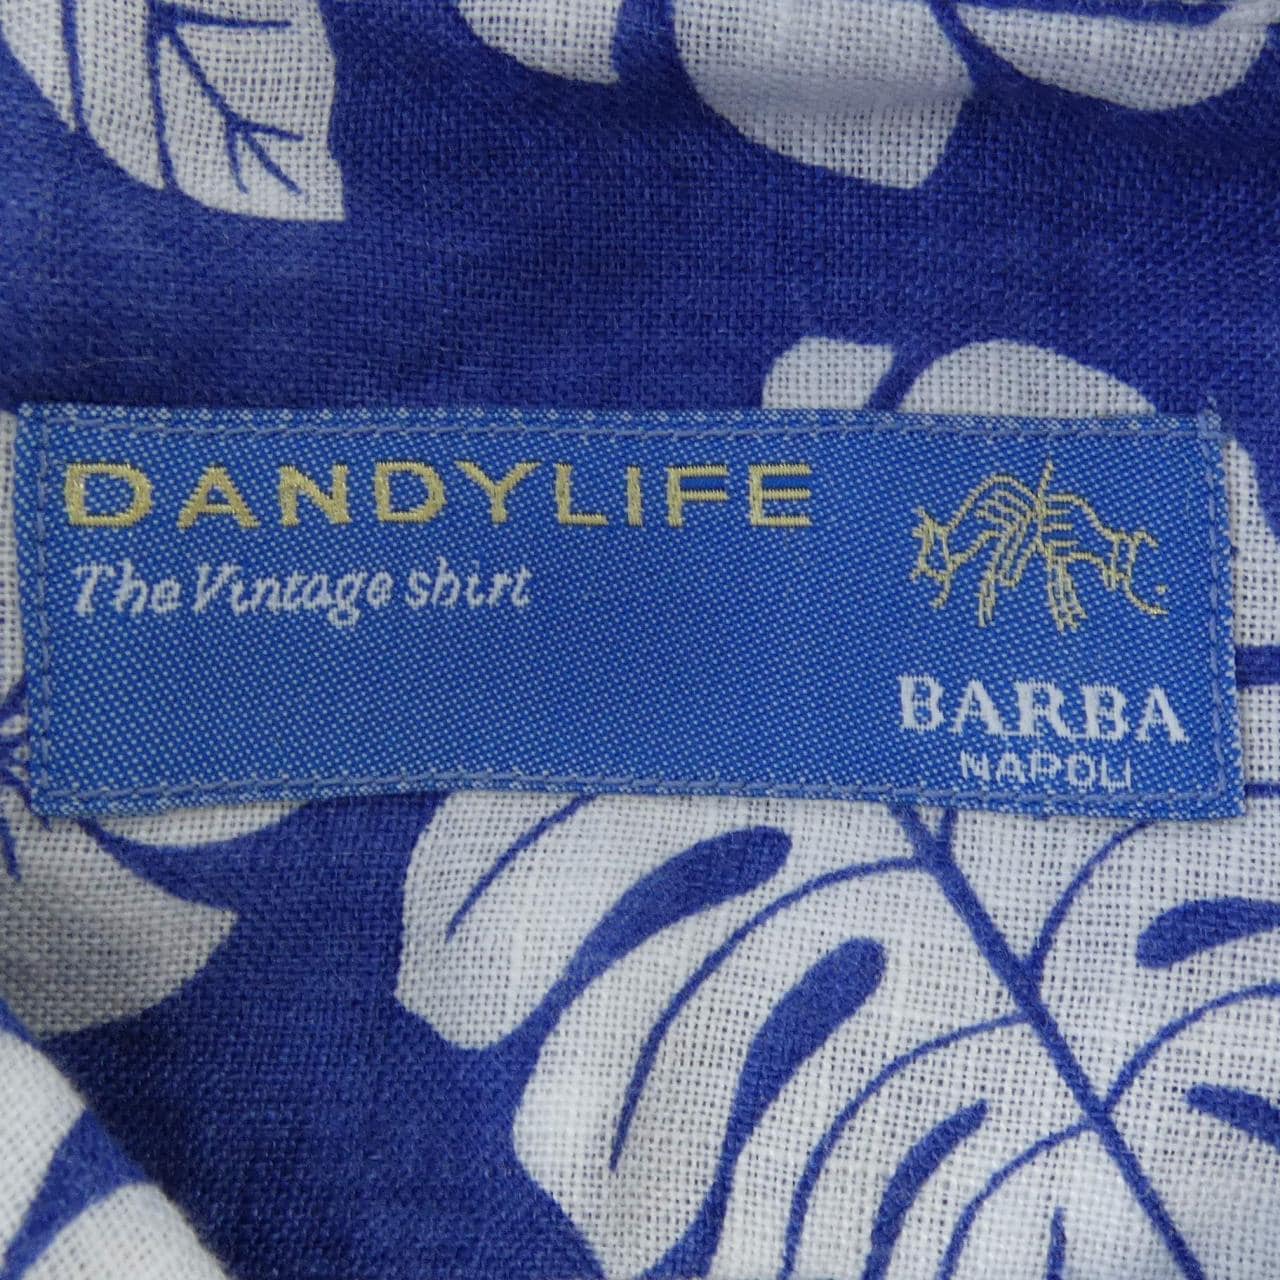 DANDYLIFE
The Vintage shirt
BARBA
NAPOLI